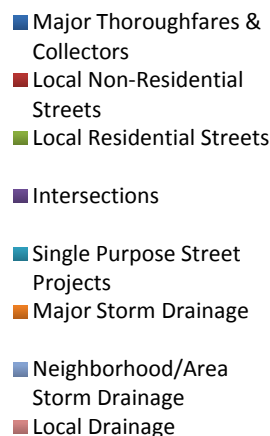 Major Thoroughfares &
Collectors
Local Non-Residential
Streets
Local Residential Streets
Intersections
Single Purpose Street
Projects
Major Storm Drainage
Neighborhood/Area
Storm Drainage
Local Drainage